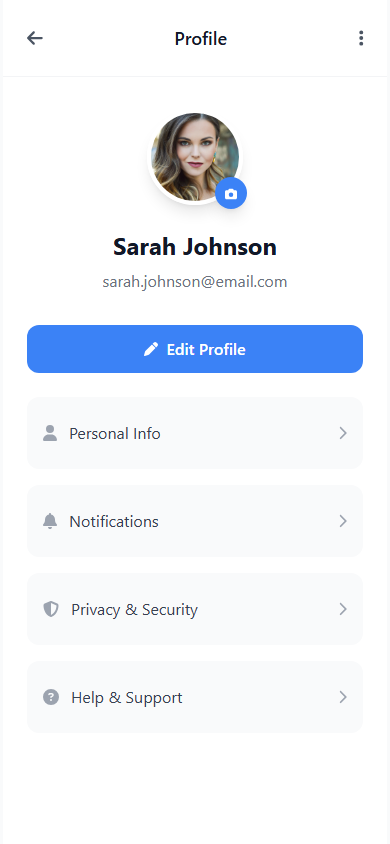 Profile
Sarah Johnson
sarah.johnson@email.com
Edit Profile
Personal Info
Notifications
Privacy & Security
Help & Support